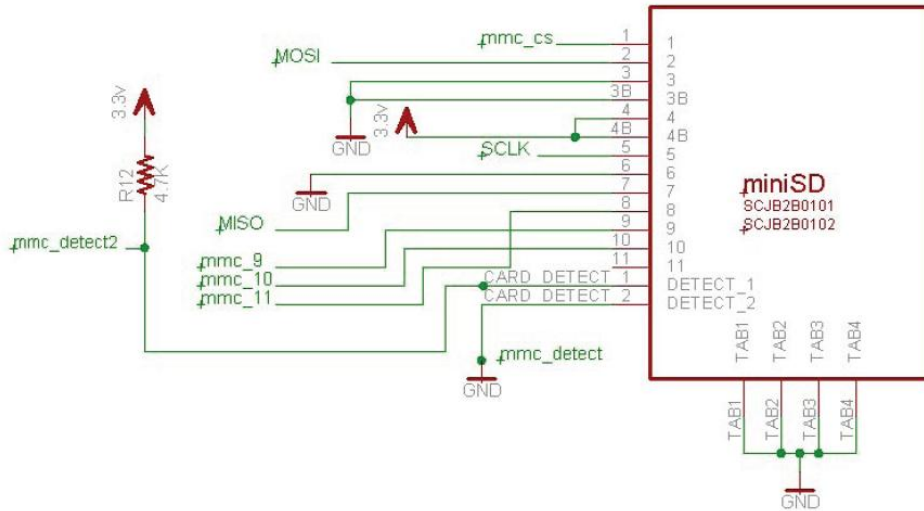 mmc_cs 1 1
MOSI 2 2
3 3
3B 3B
4 4
3.3v 4B 4B
GND
SCLK 5 5
6 6
GND
7 7
MISO 8 8
9 9
10 10
11 11
3.3v
R12
4.7K
mmc_detect2
mmc_9
mmc_10
mmc_11
CARD DETECT 1 DETECT_1
CARD DETECT 2 DETECT_2
mmc_detect
GND
miniSD
SCJB2B0101
SCJB2B0102
TAB1 TAB2 TAB3 TAB4
TAB1 TAB2 TAB3 TAB4
GND